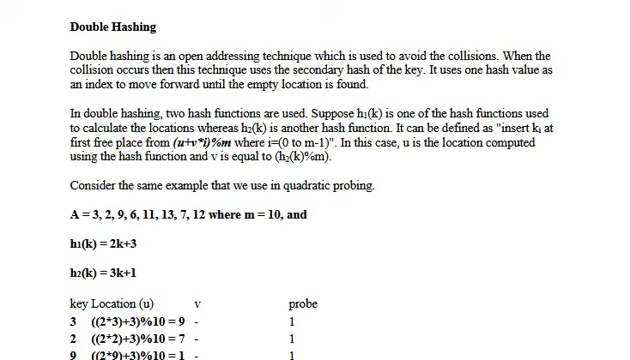 Double Hashing
Double hashing is an open addressing technique which is used to avoid the collisions. When the
collision occurs then this technique uses the secondary hash of the key. It uses one hash value as
an index to move forward until the empty location is found.
In double hashing, two hash functions are used. Suppose h₁(k) is one of the hash functions used
to calculate the locations whereas h₂(k) is another hash function. It can be defined as "insert kᵢ at
first free place from (u+v*i)%m where i=(0 to m-1)". In this case, u is the location computed
using the hash function and v is equal to (h₂(k)%m).
Consider the same example that we use in quadratic probing.
A = 3, 2, 9, 6, 11, 13, 7, 12 where m = 10, and
h₁(k) = 2k+3
h₂(k) = 3k+1
key Location (u) v probe
3 ((2*3)+3)%10 = 9 - 1
2 ((2*2)+3)%10 = 7 - 1
9 ((2*9)+3)%10 = 1 - 1